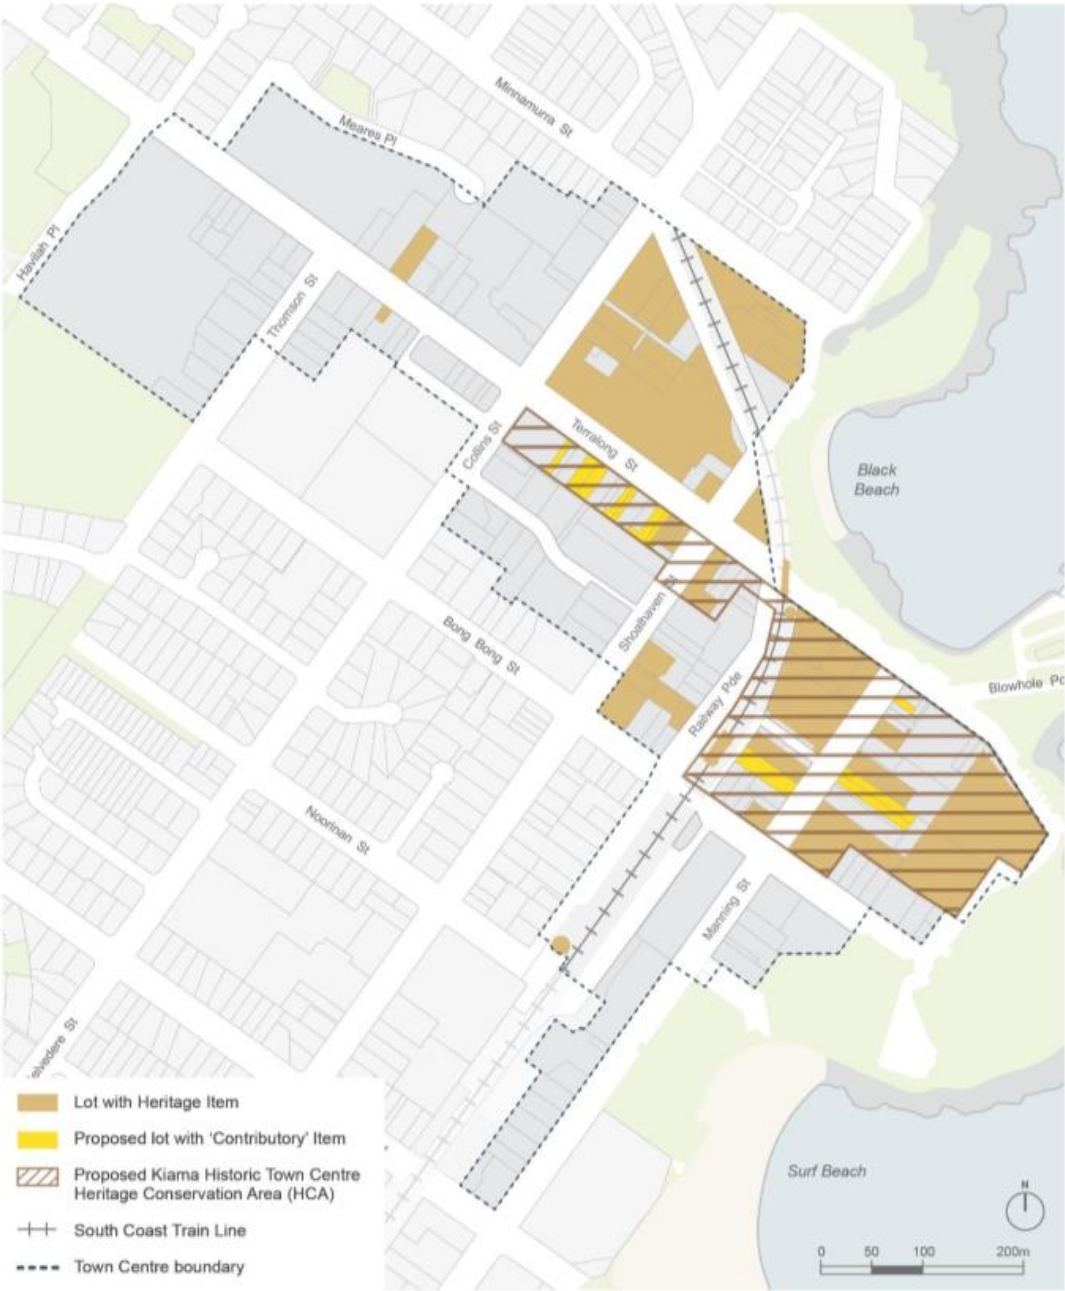 Minnamurra St
Meares Pl
Havilah Pl
Thomson St
Terralong St
Collins St
Black
Beach
Shoalhaven St
Bong Bong St
Railway Pde
Blowhole
Noorinan St
Manning St
elvedere St
Surf Beach
Lot with Heritage Item
Proposed lot with ‘Contributory’ Item
Proposed Kiama Historic Town Centre
Heritage Conservation Area (HCA)
South Coast Train Line
Town Centre boundary
N
0 50 100 200m